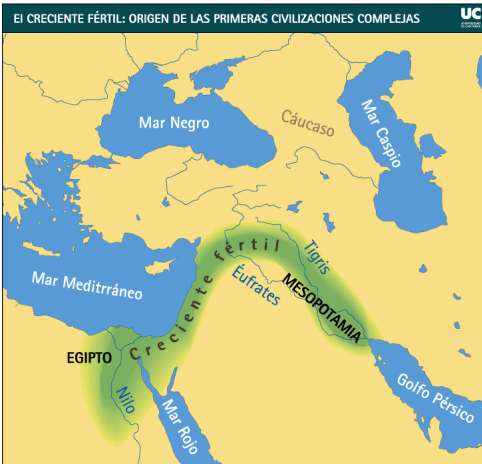 El CRECIENTE FÉRTIL: ORIGEN DE LAS PRIMERAS CIVILIZACIONES COMPLEJAS
UC
Mar Negro
Cáucaso
Mar Caspio
Creciente fértil
Tigris
Éufrates
MESOPOTAMIA
Mar Meditrráneo
EGIPTO
Nilo
Mar Rojo
Golfo Pérsico